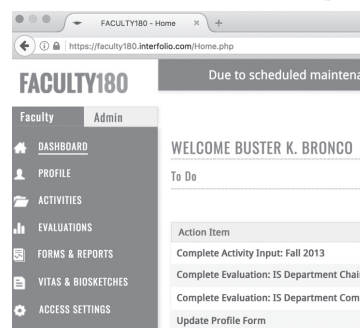 FACULTY180 - Home
https://faculty180.interfolio.com/Home.php
FACULTY180
Due to scheduled maintena
Faculty Admin
DASHBOARD
PROFILE
ACTIVITIES
EVALUATIONS
FORMS & REPORTS
VITAS & BIOSKETCHES
ACCESS SETTINGS
WELCOME BUSTER K. BRONCO
To Do
Action Item
Complete Activity Input: Fall 2013
Complete Evaluation: IS Department Chai
Complete Evaluation: IS Department Com
Update Profile Form